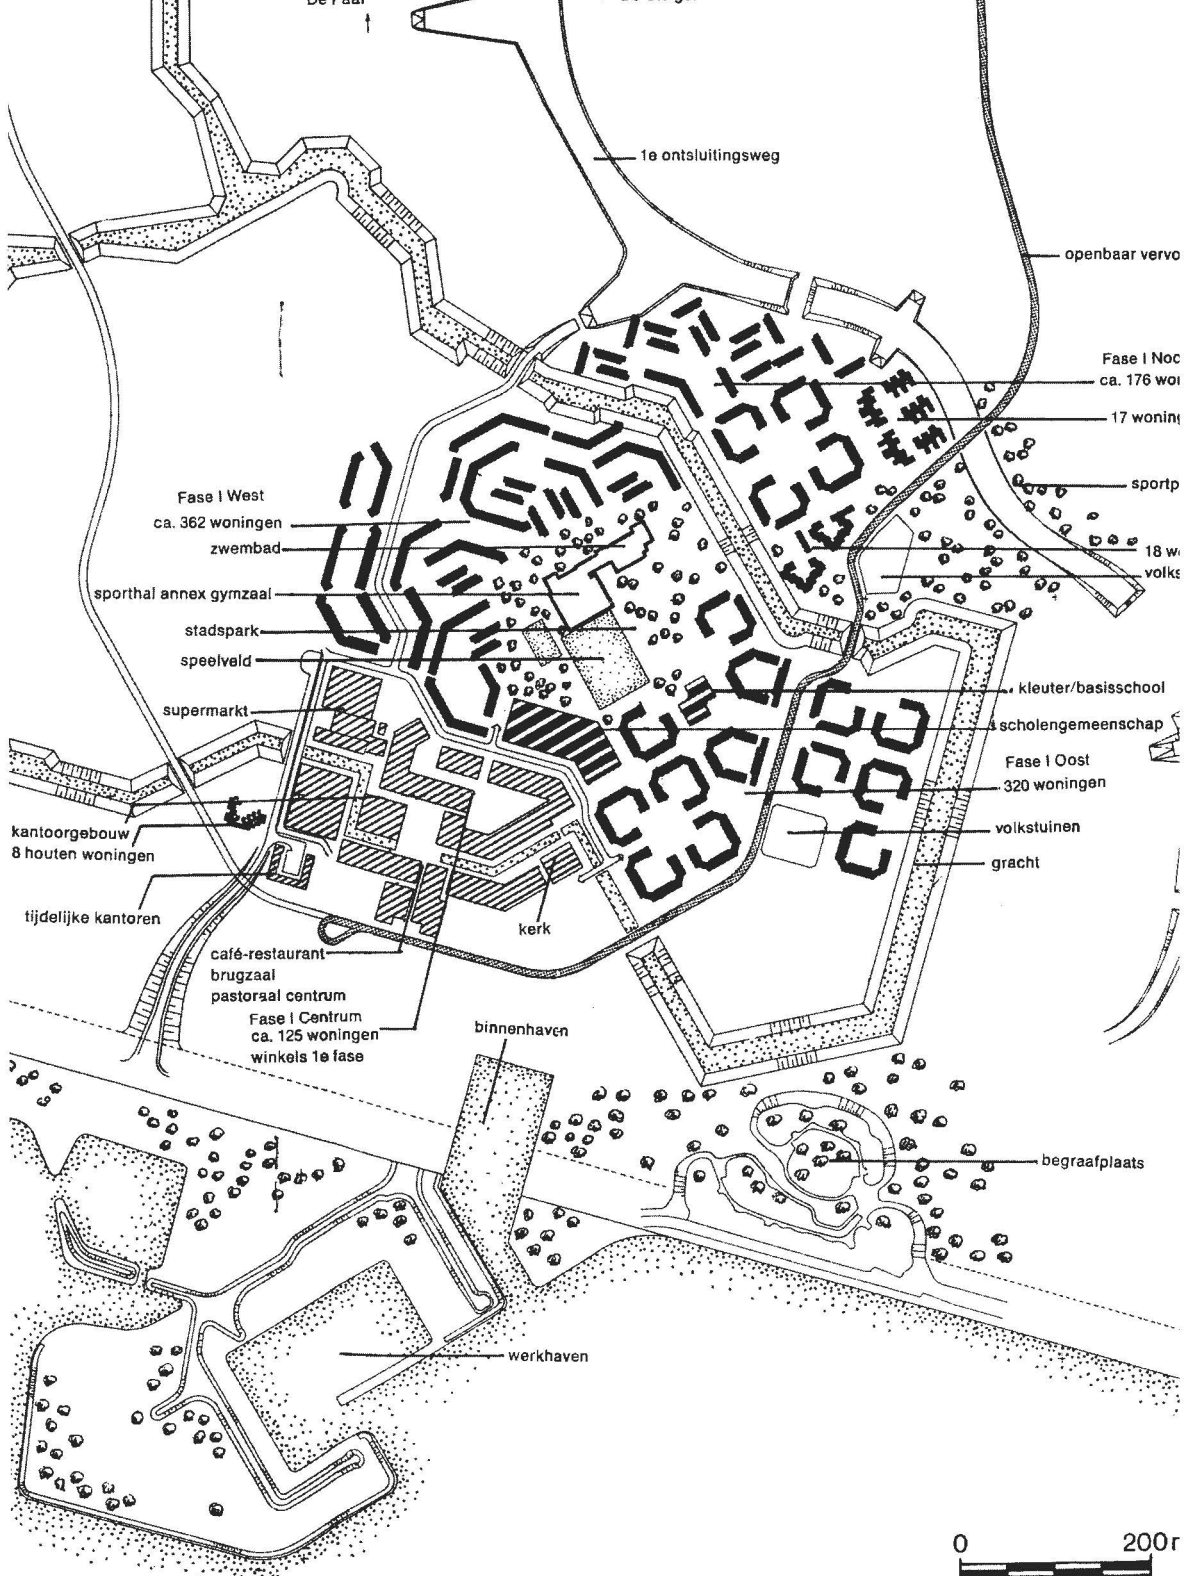 De Paal
1e ontsluitingsweg
openbaar vervo
Fase I Noo
ca. 176 wo
17 woning
sportp
18 w
volks
Fase I West
ca. 362 woningen
zwembad
sporthal annex gymzaal
stadspark
speelveld
supermarkt
kleuter/basisschool
scholengemeenschap
Fase I Oost
320 woningen
volkstuinen
gracht
kantoorgebouw
8 houten woningen
tijdelijke kantoren
kerk
café-restaurant
brugzaal
pastoraal centrum
Fase I Centrum
ca. 125 woningen
winkels 1e fase
binnenhaven
begraafplaats
werkhaven
0 200